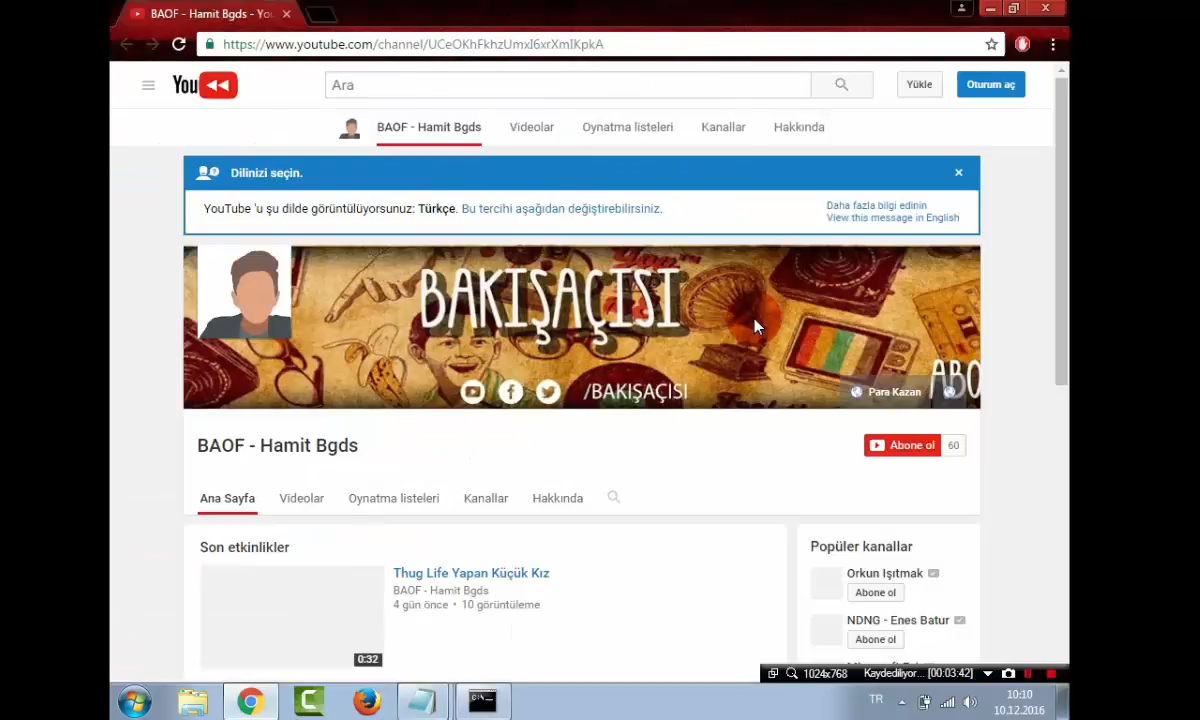 BAOF - Hamit Bgds - You
https://www.youtube.com/channel/UCeOKhFkhzUmxI6xrXmIKpkA
You
Ara
Yükle
Oturum aç
BAOF - Hamit Bgds
Videolar
Oynatma listeleri
Kanallar
Hakkında
Dilinizi seçin.
YouTube 'u şu dilde görüntülüyorsunuz: Türkçe. Bu tercihi aşağıdan değiştirebilirsiniz.
Daha fazla bilgi edinin
View this message in English
BAKIŞAÇISI
/BAKIŞAÇISI
ABO
Para Kazan
BAOF - Hamit Bgds
Abone ol 60
Ana Sayfa
Videolar
Oynatma listeleri
Kanallar
Hakkında
Son etkinlikler
Thug Life Yapan Küçük Kız
BAOF - Hamit Bgds
4 gün önce • 10 görüntüleme
0:32
Popüler kanallar
Orkun Işıtmak
Abone ol
NDNG - Enes Batur
Abone ol
1024x768 Kaydediliyor... [00:03:42]
TR
10:10
10.12.2016